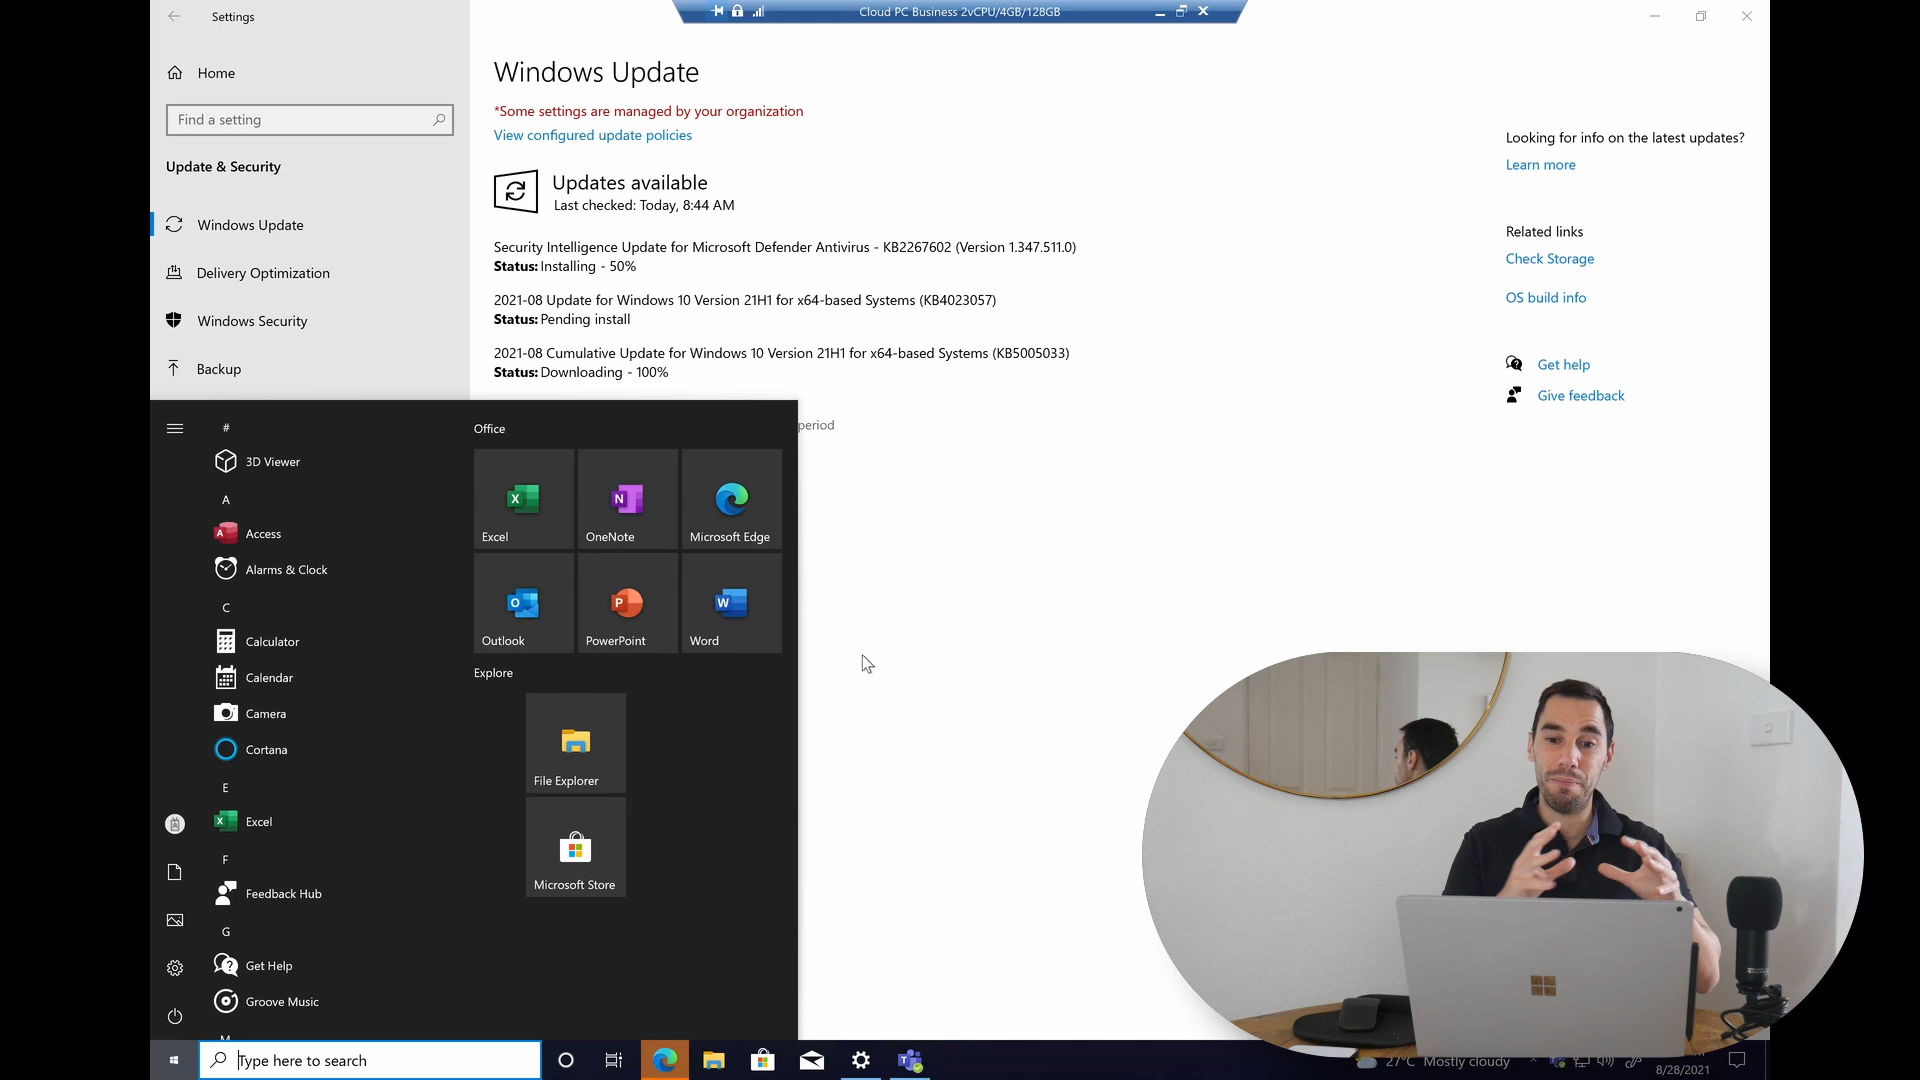 Settings
Cloud PC Business 2vCPU/4GB/128GB
Home
Find a setting
Update & Security
Windows Update
Delivery Optimization
Windows Security
Backup
Windows Update
*Some settings are managed by your organization
View configured update policies
Updates available
Last checked: Today, 8:44 AM
Security Intelligence Update for Microsoft Defender Antivirus - KB2267602 (Version 1.347.511.0)
Status: Installing - 50%
2021-08 Update for Windows 10 Version 21H1 for x64-based Systems (KB4023057)
Status: Pending install
2021-08 Cumulative Update for Windows 10 Version 21H1 for x64-based Systems (KB5005033)
Status: Downloading - 100%
period
Looking for info on the latest updates?
Learn more
Related links
Check Storage
OS build info
Get help
Give feedback
#
3D Viewer
A
Access
Alarms & Clock
C
Calculator
Calendar
Camera
Cortana
E
Excel
F
Feedback Hub
G
Get Help
Groove Music
Office
Excel
OneNote
Microsoft Edge
Outlook
PowerPoint
Word
Explore
File Explorer
Microsoft Store
Type here to search
27°C Mostly cloudy
8/28/2021